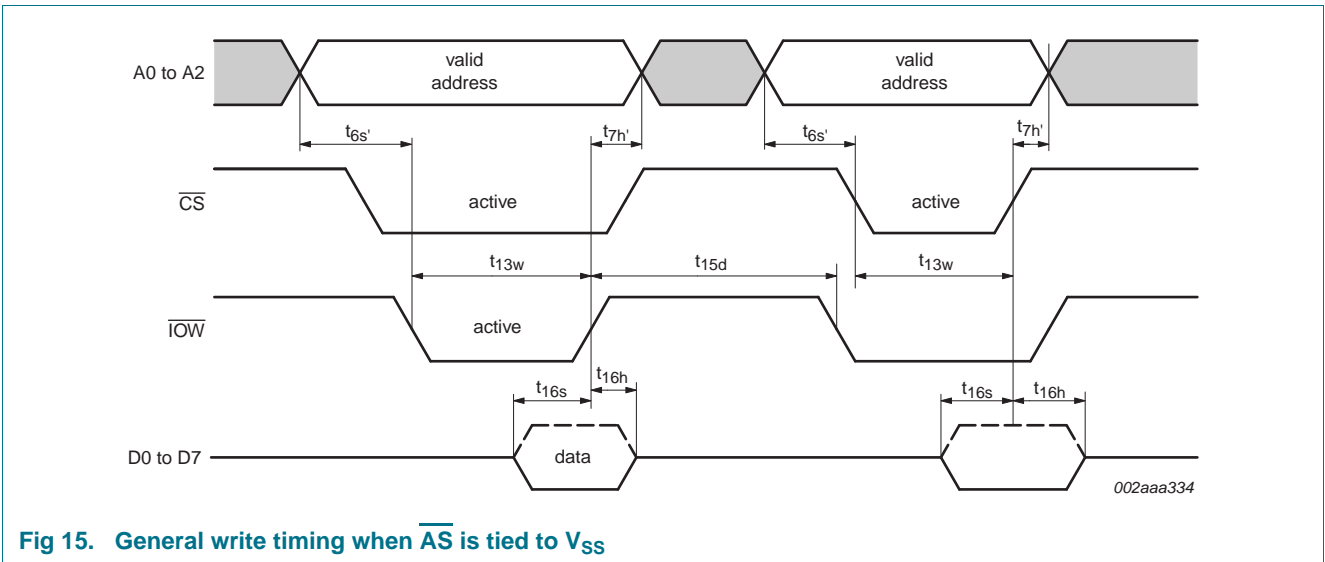 A0 to A2
valid
address
valid
address
t6s'
t7h'
t6s'
t7h'
CS
active
active
t13w
t15d
t13w
IOW
active
t16s
t16h
t16s
t16h
D0 to D7
data
002aaa334
Fig 15. General write timing when AS is tied to VSS